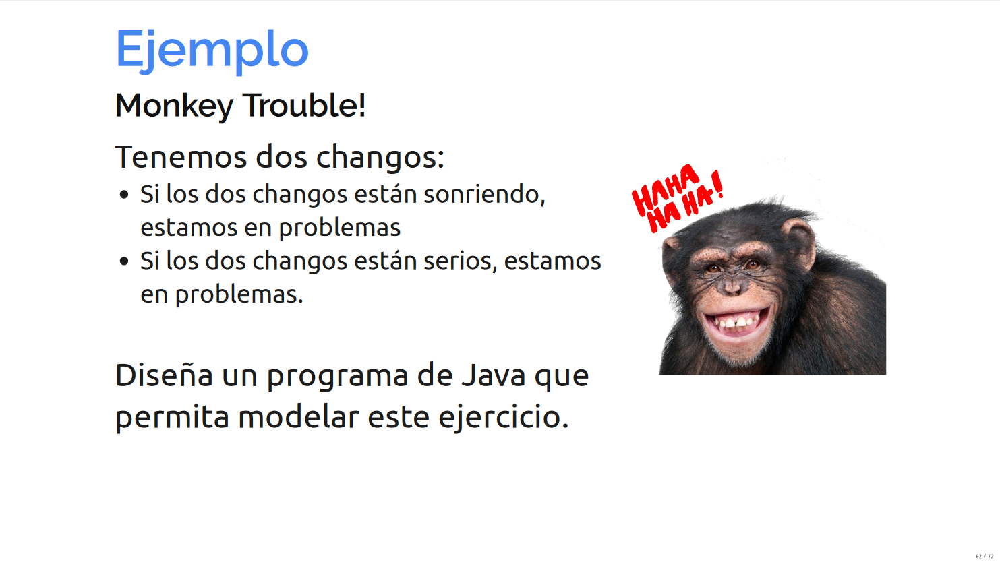 Ejemplo
Monkey Trouble!
Tenemos dos changos:
• Si los dos changos están sonriendo,
estamos en problemas
• Si los dos changos están serios, estamos
en problemas.
HAHA
HA HA!
Diseña un programa de Java que
permita modelar este ejercicio.
62 / 72